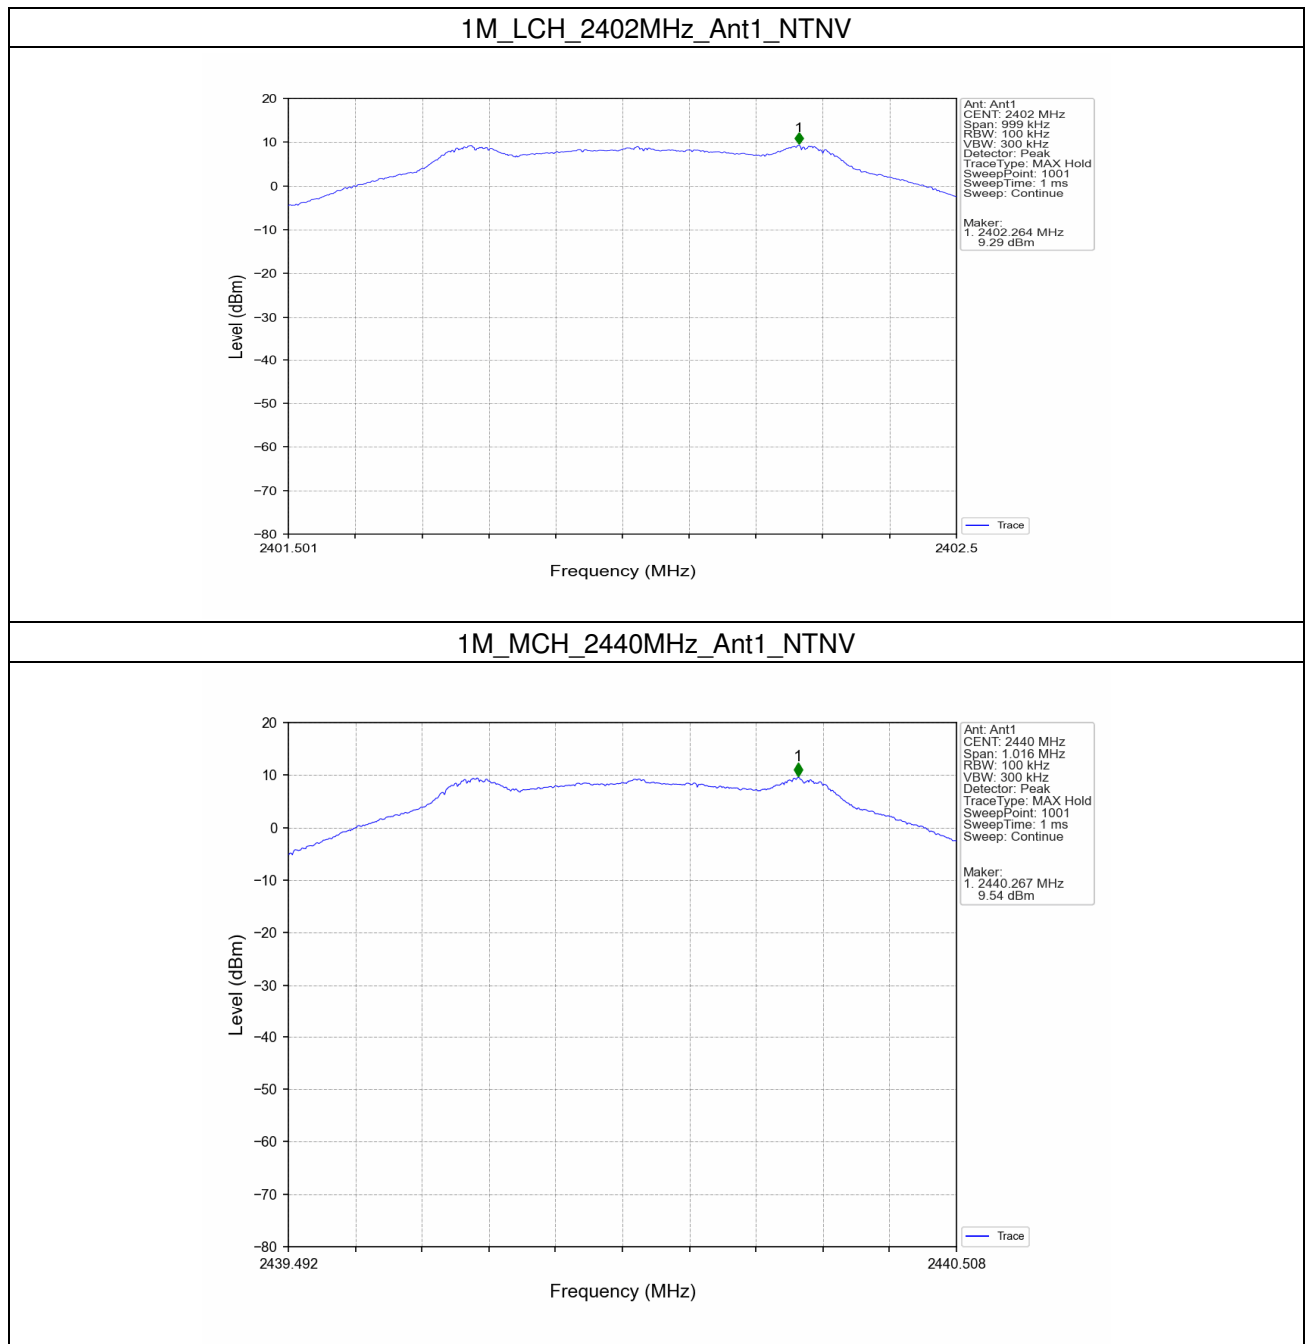 1M_LCH_2402MHz_Ant1_NTNV
20
10
0
−10
−20
−30
−40
−50
−60
−70
−80
Level (dBm)
1
2401.501
2402.5
Frequency (MHz)
Ant: Ant1
CENT: 2402 MHz
Span: 999 kHz
RBW: 100 kHz
VBW: 300 kHz
Detector: Peak
TraceType: MAX Hold
SweepPoint: 1001
SweepTime: 1 ms
Sweep: Continue
Maker:
1. 2402.264 MHz
9.29 dBm
Trace
1M_MCH_2440MHz_Ant1_NTNV
20
10
0
−10
−20
−30
−40
−50
−60
−70
−80
Level (dBm)
1
2439.492
2440.508
Frequency (MHz)
Ant: Ant1
CENT: 2440 MHz
Span: 1.016 MHz
RBW: 100 kHz
VBW: 300 kHz
Detector: Peak
TraceType: MAX Hold
SweepPoint: 1001
SweepTime: 1 ms
Sweep: Continue
Maker:
1. 2440.267 MHz
9.54 dBm
Trace